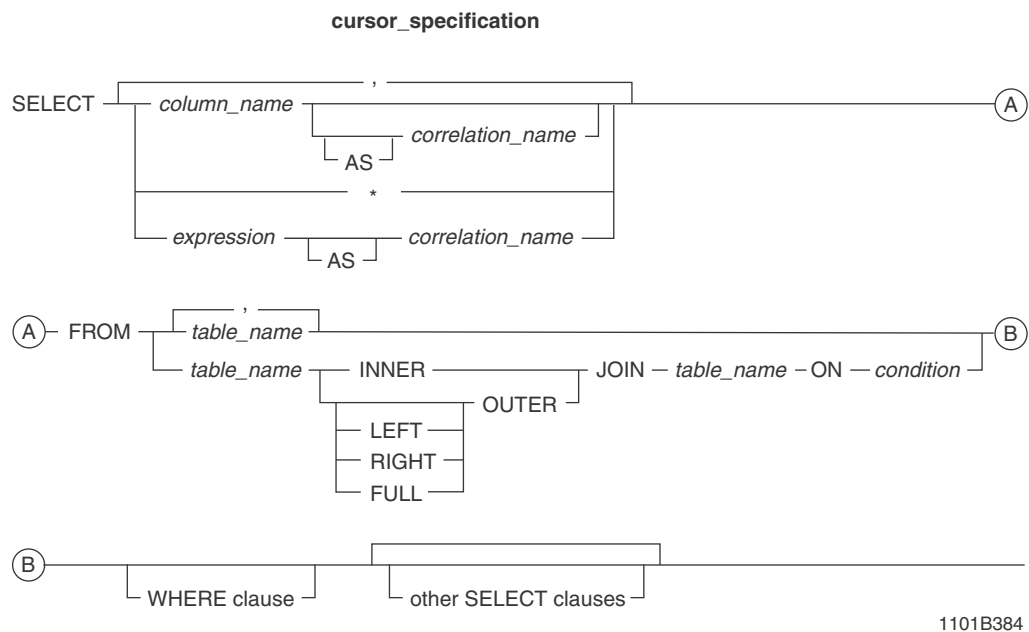 cursor_specification
,
SELECT column_name A
correlation_name
AS
*
expression correlation_name
AS
,
A FROM table_name B
table_name INNER JOIN table_name ON condition
OUTER
LEFT
RIGHT
FULL
B
WHERE clause other SELECT clauses
1101B384